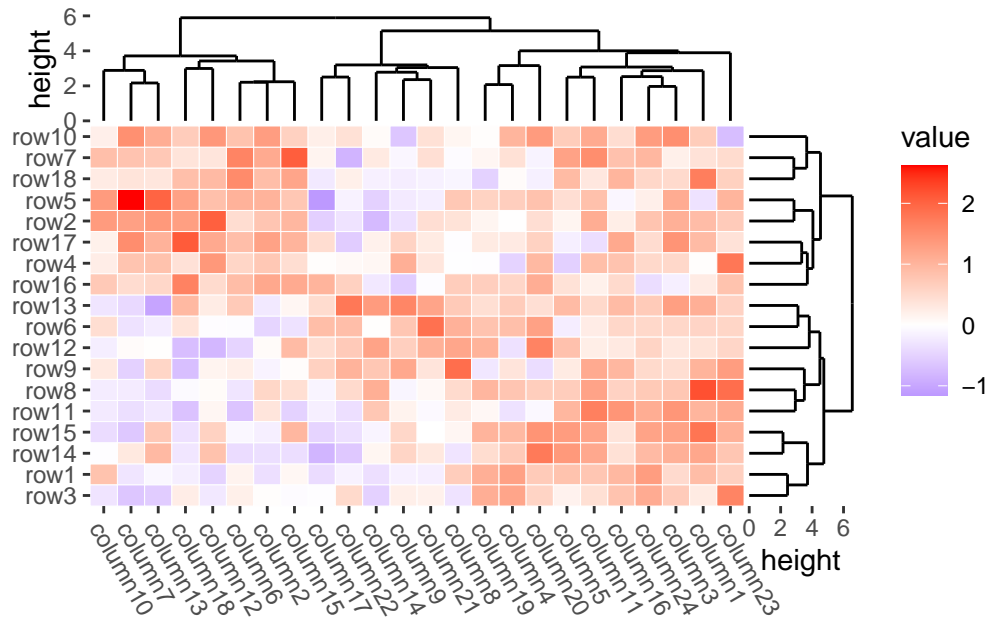 6
4
2
0
height
row10
row7
row18
row5
row2
row17
row4
row16
row13
row6
row12
row9
row8
row11
row15
row14
row1
row3
column10
column7
column13
column18
column12
column6
column2
column15
column17
column22
column14
column9
column21
column8
column19
column4
column20
column5
column11
column16
column24
column3
column1
column23
0 2 4 6
height
value
2
1
0
−1